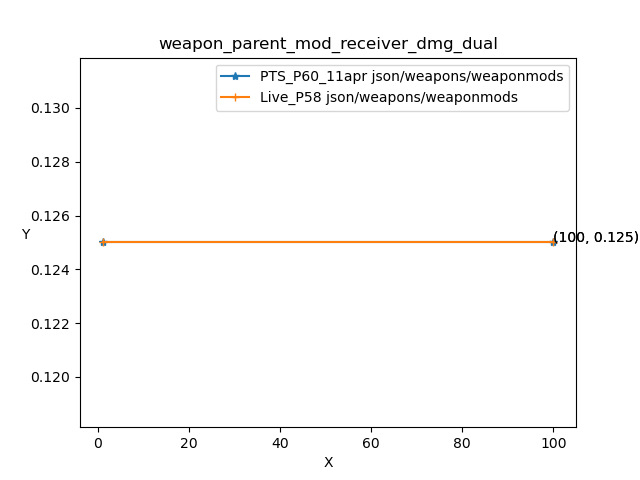 weapon_parent_mod_receiver_dmg_dual
PTS_P60_11apr json/weapons/weaponmods
Live_P58 json/weapons/weaponmods
0.130
0.128
0.126
0.124
0.122
0.120
Y
(100, 0.125)
0
20
40
60
80
100
X